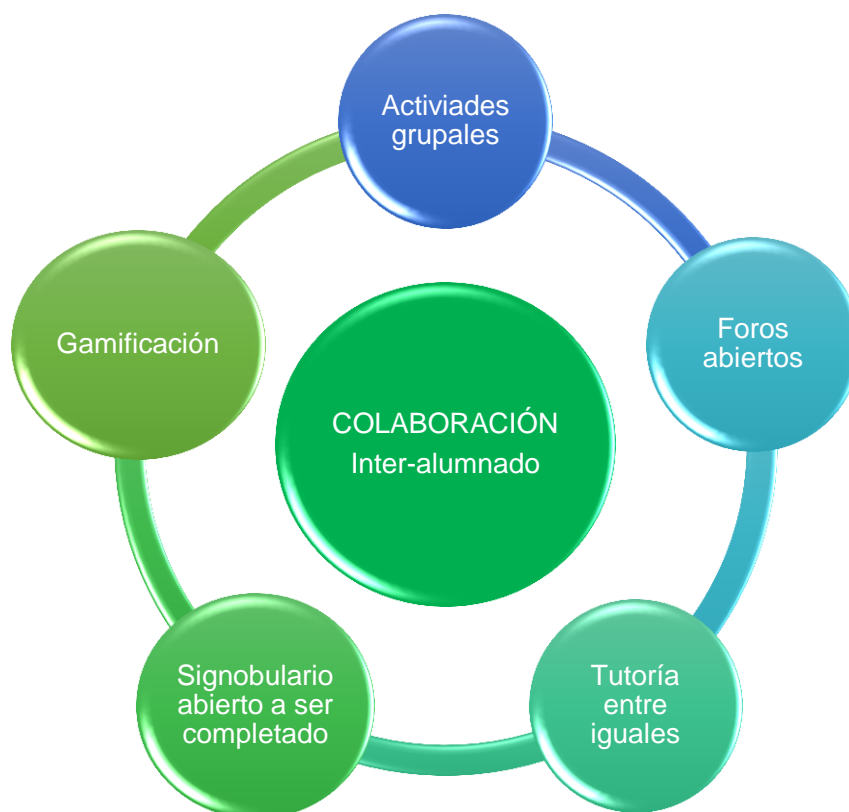 Activiades
grupales
Foros
abiertos
Gamificación
COLABORACIÓN
Inter-alumnado
Signobulario
abierto a ser
completado
Tutoría
entre
iguales